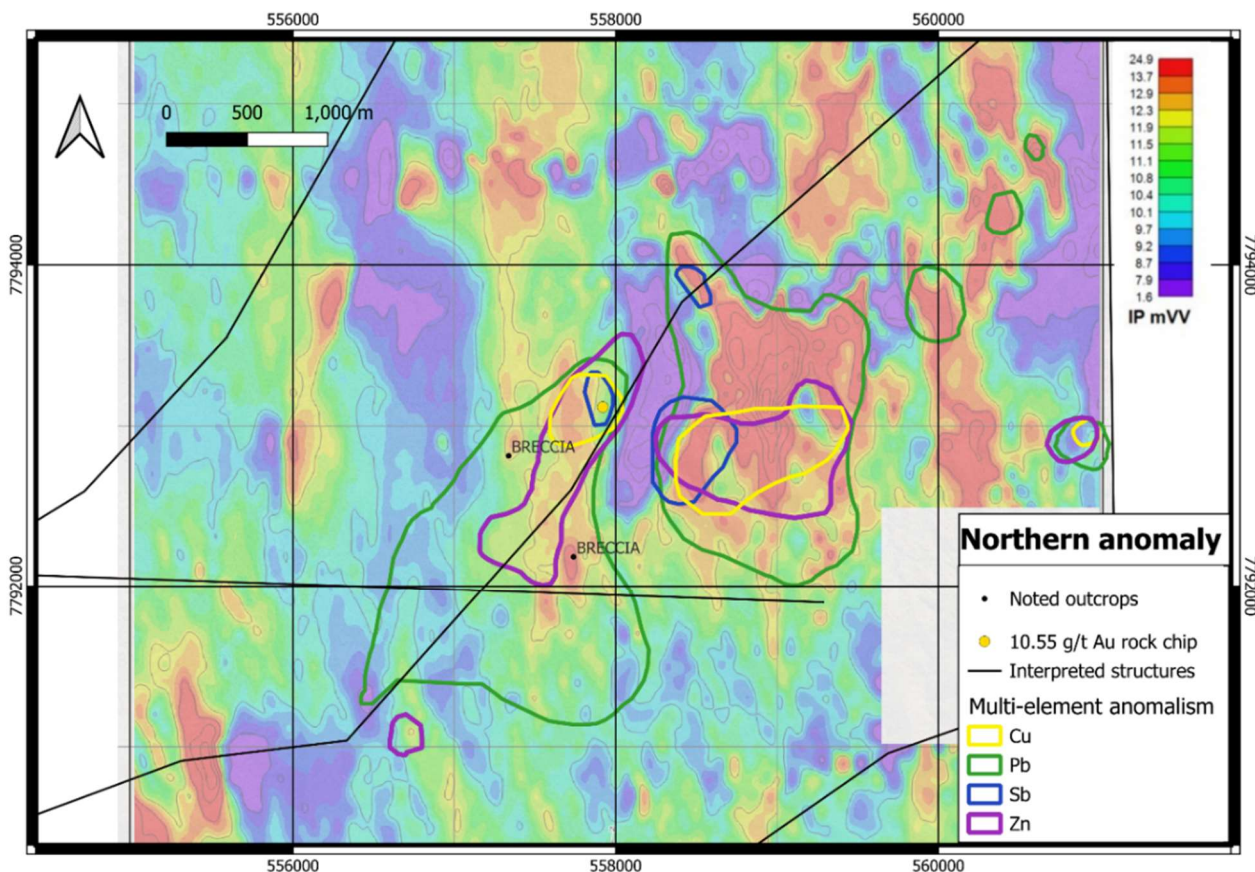 556000 558000 560000
0 500 1,000 m
24.9
13.7
12.9
12.3
11.9
11.5
11.1
10.8
10.4
10.1
9.7
9.2
8.7
7.9
1.6
IP mVV
7794000 7794000
BRECCIA
BRECCIA
7792000 7792000
Northern anomaly
Noted outcrops
10.55 g/t Au rock chip
Interpreted structures
Multi-element anomalism
Cu
Pb
Sb
Zn
556000 558000 560000